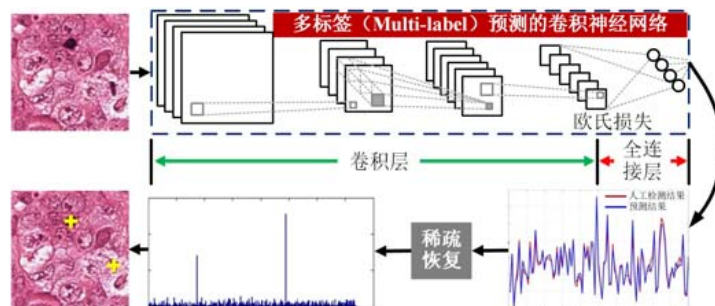 多标签（Multi-label）预测的卷积神经网络
欧氏损失
卷积层
全连
接层
人工检测结果
预测结果
稀疏
恢复